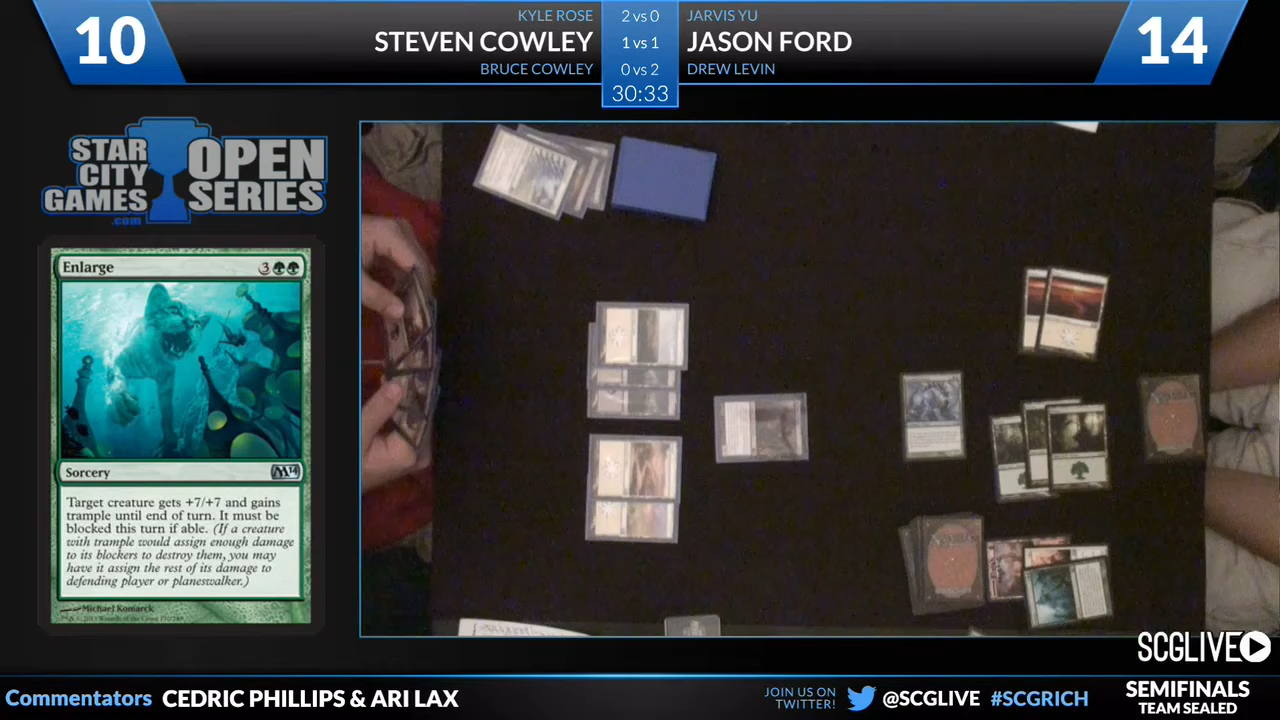 10
KYLE ROSE 2 vs 0 JARVIS YU
STEVEN COWLEY 1 vs 1 JASON FORD
BRUCE COWLEY 0 vs 2 DREW LEVIN
30:33
14
STAR CITY GAMES .com OPEN SERIES
Enlarge 3
Sorcery M14
Target creature gets +7/+7 and gains
trample until end of turn. It must be
blocked this turn if able. (If a creature
with trample would assign enough damage
to its blockers to destroy them, you may
have it assign the rest of its damage to
defending player or planeswalker.)
Michael Komarck
SCGLIVE
Commentators CEDRIC PHILLIPS & ARI LAX
JOIN US ON
TWITTER!
@SCGLIVE #SCGRICH
SEMIFINALS
TEAM SEALED